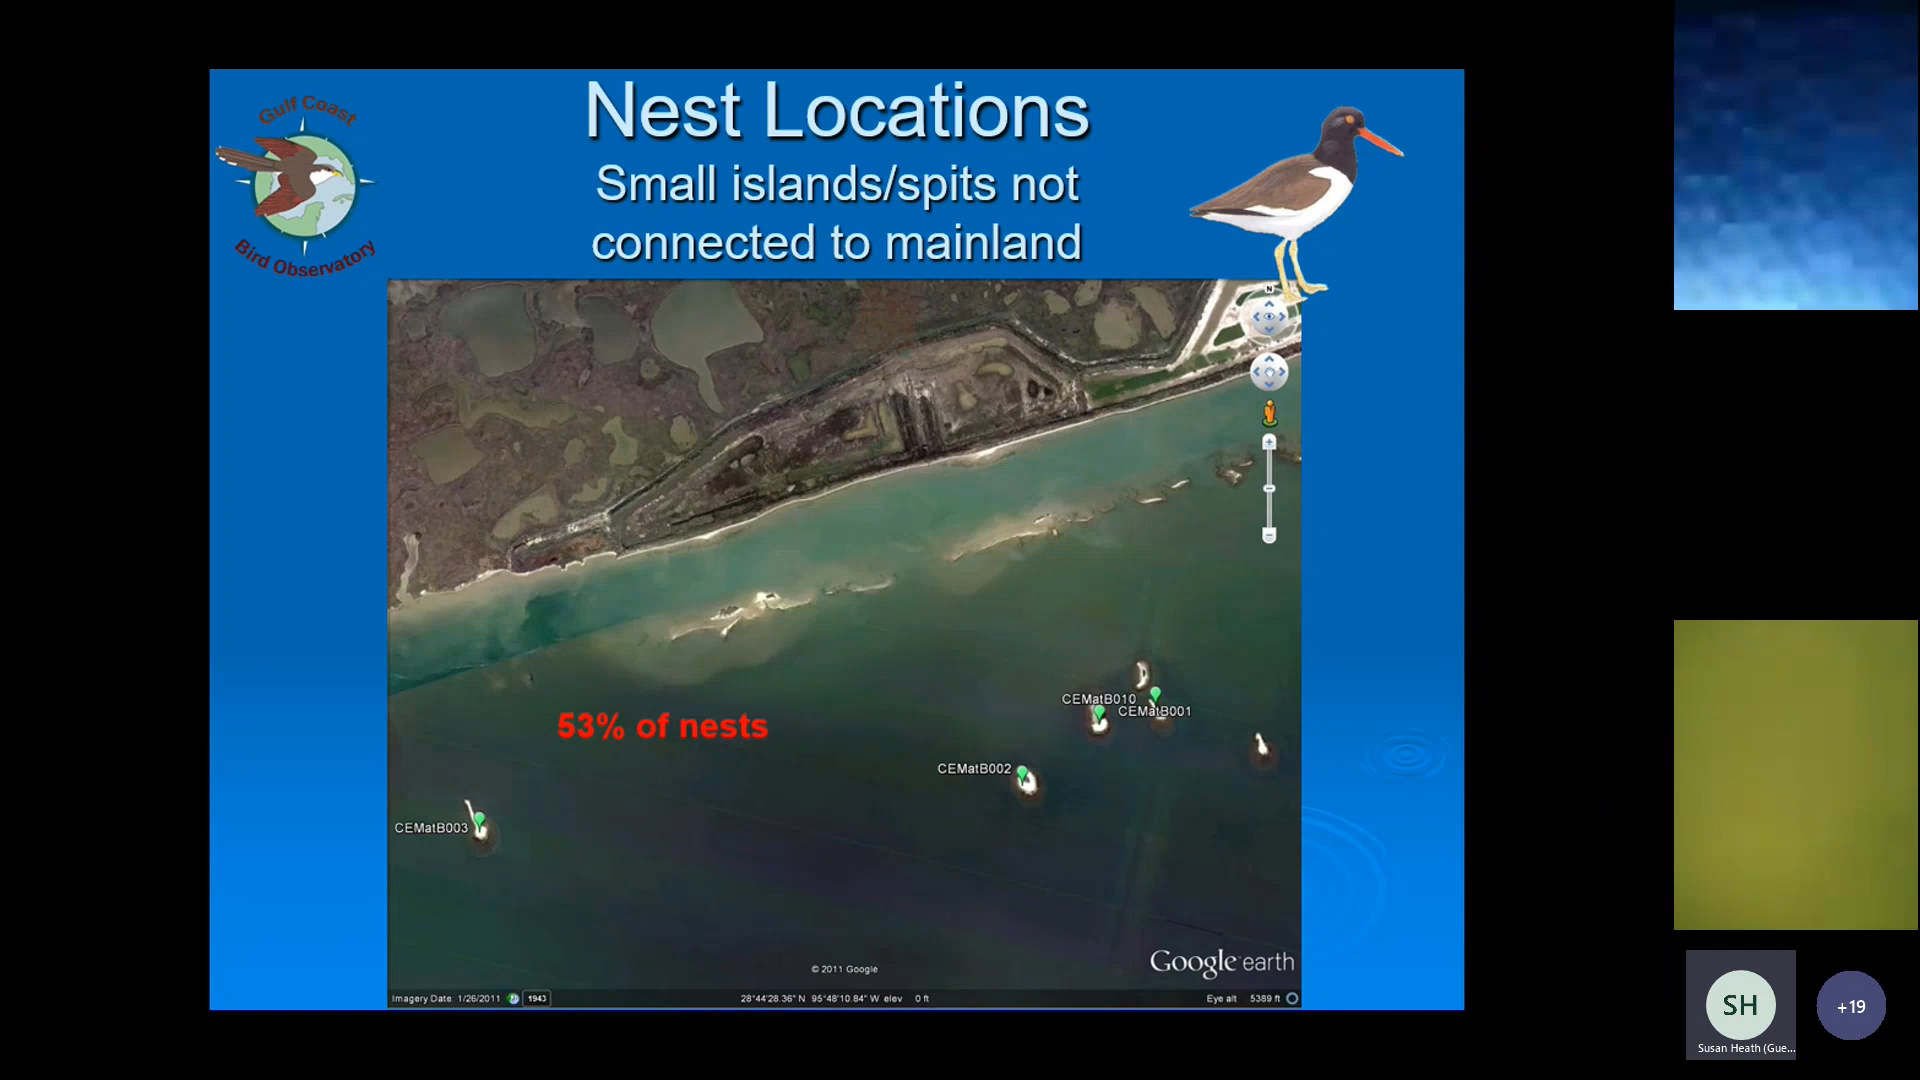 Gulf Coast
Bird Observatory
Nest Locations
Small islands/spits not
connected to mainland
N
CEMatB010
CEMatB001
53% of nests
CEMatB002
CEMatB003
Google earth
© 2011 Google
Imagery Date 1/26/2011 1943 28°44'28.36" N 95°48'10.84" W elev 0 ft Eye alt 5389 ft
SH
+19
Susan Heath (Gue...